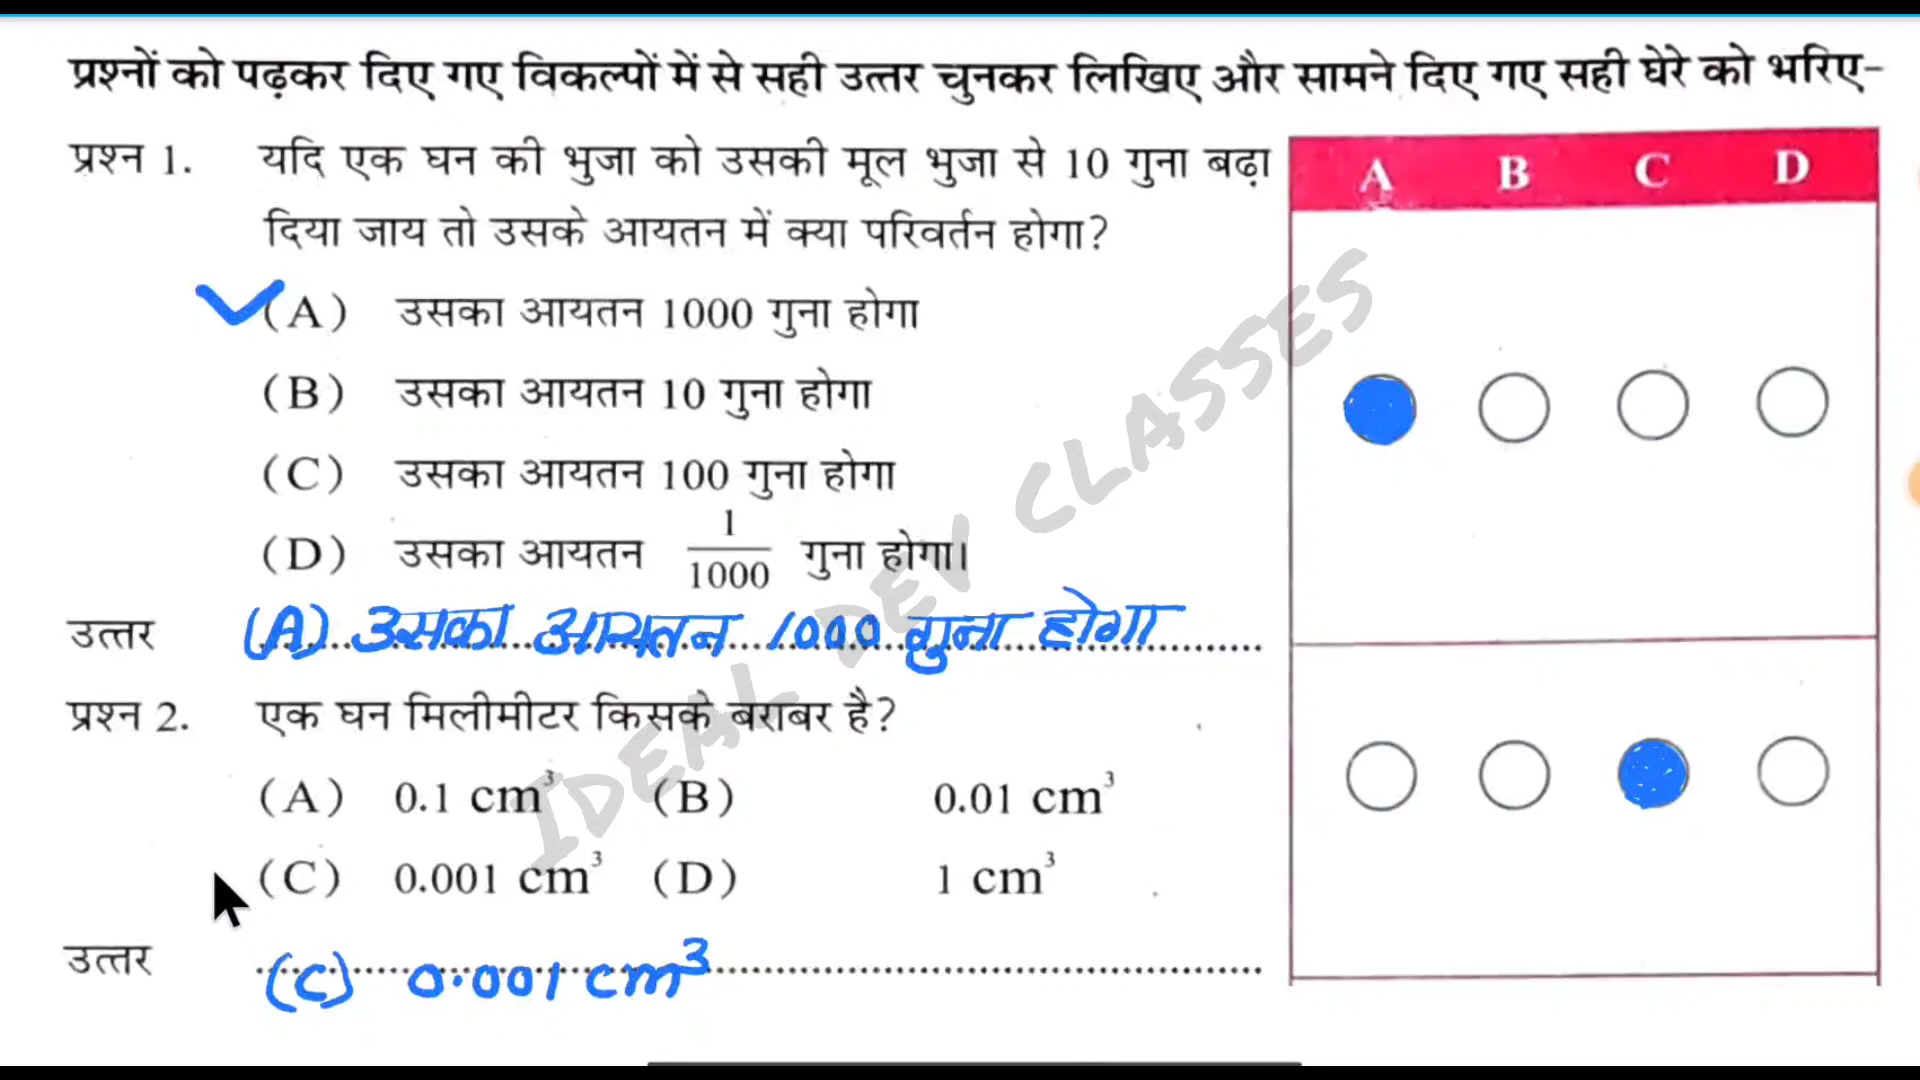 प्रश्नों को पढ़कर दिए गए विकल्पों में से सही उत्तर चुनकर लिखिए और सामने दिए गए सही घेरे को भरिए-
प्रश्न 1. यदि एक घन की भुजा को उसकी मूल भुजा से 10 गुना बढ़ा
दिया जाय तो उसके आयतन में क्या परिवर्तन होगा?
(A) उसका आयतन 1000 गुना होगा
(B) उसका आयतन 10 गुना होगा
(C) उसका आयतन 100 गुना होगा
(D) उसका आयतन 1/1000 गुना होगा।
उत्तर (A) उसका आयतन 1000 गुना होगा
प्रश्न 2. एक घन मिलीमीटर किसके बराबर है?
(A) 0.1 cm³ (B) 0.01 cm³
(C) 0.001 cm³ (D) 1 cm³
उत्तर (C) 0.001 cm³
A B C D
IDEAL DEV CLASSES